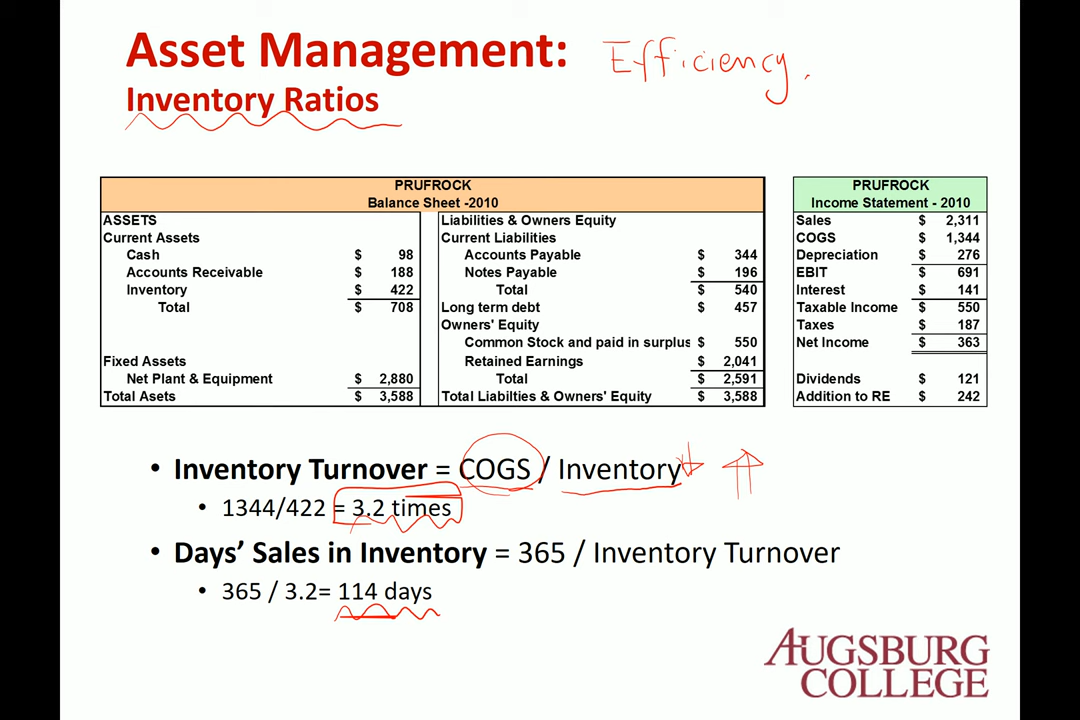 Asset Management: Efficiency.
Inventory Ratios
PRUFROCK
Balance Sheet -2010
ASSETS Liabilities & Owners Equity
Current Assets Current Liabilities
Cash $ 98 Accounts Payable $ 344
Accounts Receivable $ 188 Notes Payable $ 196
Inventory $ 422 Total $ 540
Total $ 708 Long term debt $ 457
Owners' Equity
Common Stock and paid in surplus $ 550
Fixed Assets Retained Earnings $ 2,041
Net Plant & Equipment $ 2,880 Total $ 2,591
Total Asets $ 3,588 Total Liabilties & Owners' Equity $ 3,588
PRUFROCK
Income Statement - 2010
Sales $ 2,311
COGS $ 1,344
Depreciation $ 276
EBIT $ 691
Interest $ 141
Taxable Income $ 550
Taxes $ 187
Net Income $ 363
Dividends $ 121
Addition to RE $ 242
• Inventory Turnover = COGS / Inventory
• 1344/422 = 3.2 times
• Days’ Sales in Inventory = 365 / Inventory Turnover
• 365 / 3.2= 114 days
AUGSBURG
COLLEGE